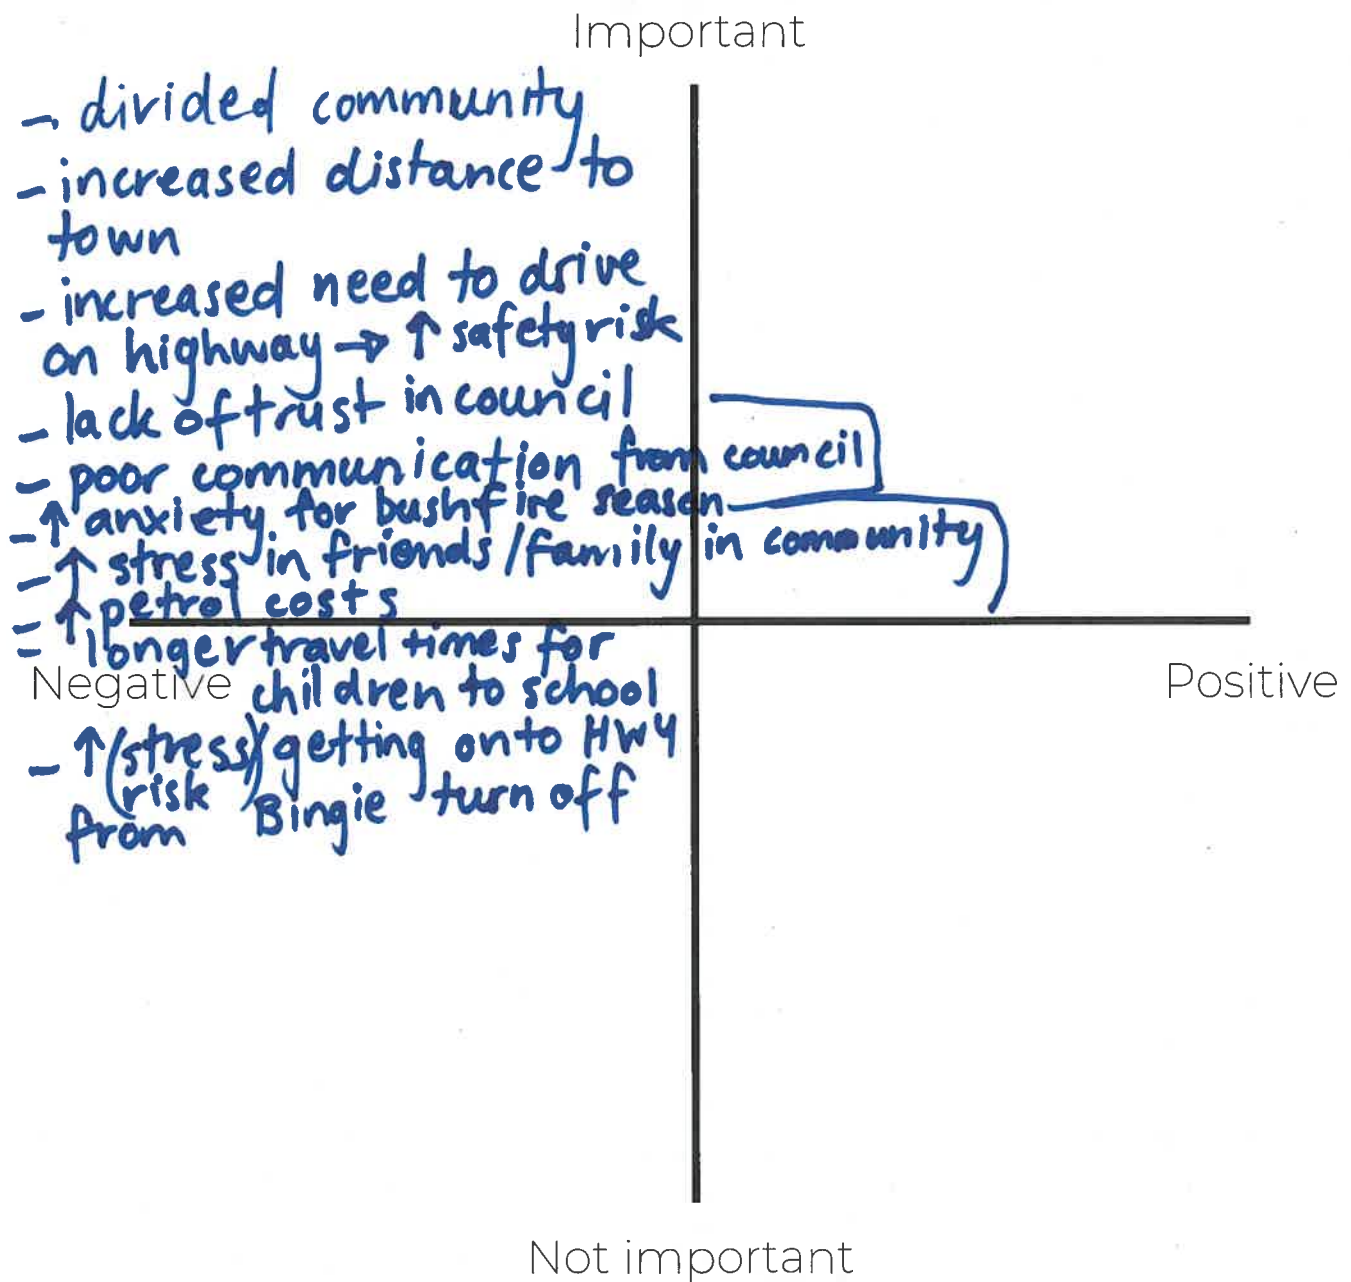 Important
- divided community
- increased distance to
town
- increased need to drive
on highway → ↑ safety risk
- lack of trust in council
- poor communication from council
- ↑ anxiety for bushfire season
- ↑ stress in friends/family in community
- ↑ petrol costs
- ↑ longer travel times for
Negative
children to school
Positive
- ↑ (stress) getting onto HWY
(risk
from Bingie turn off
Not important